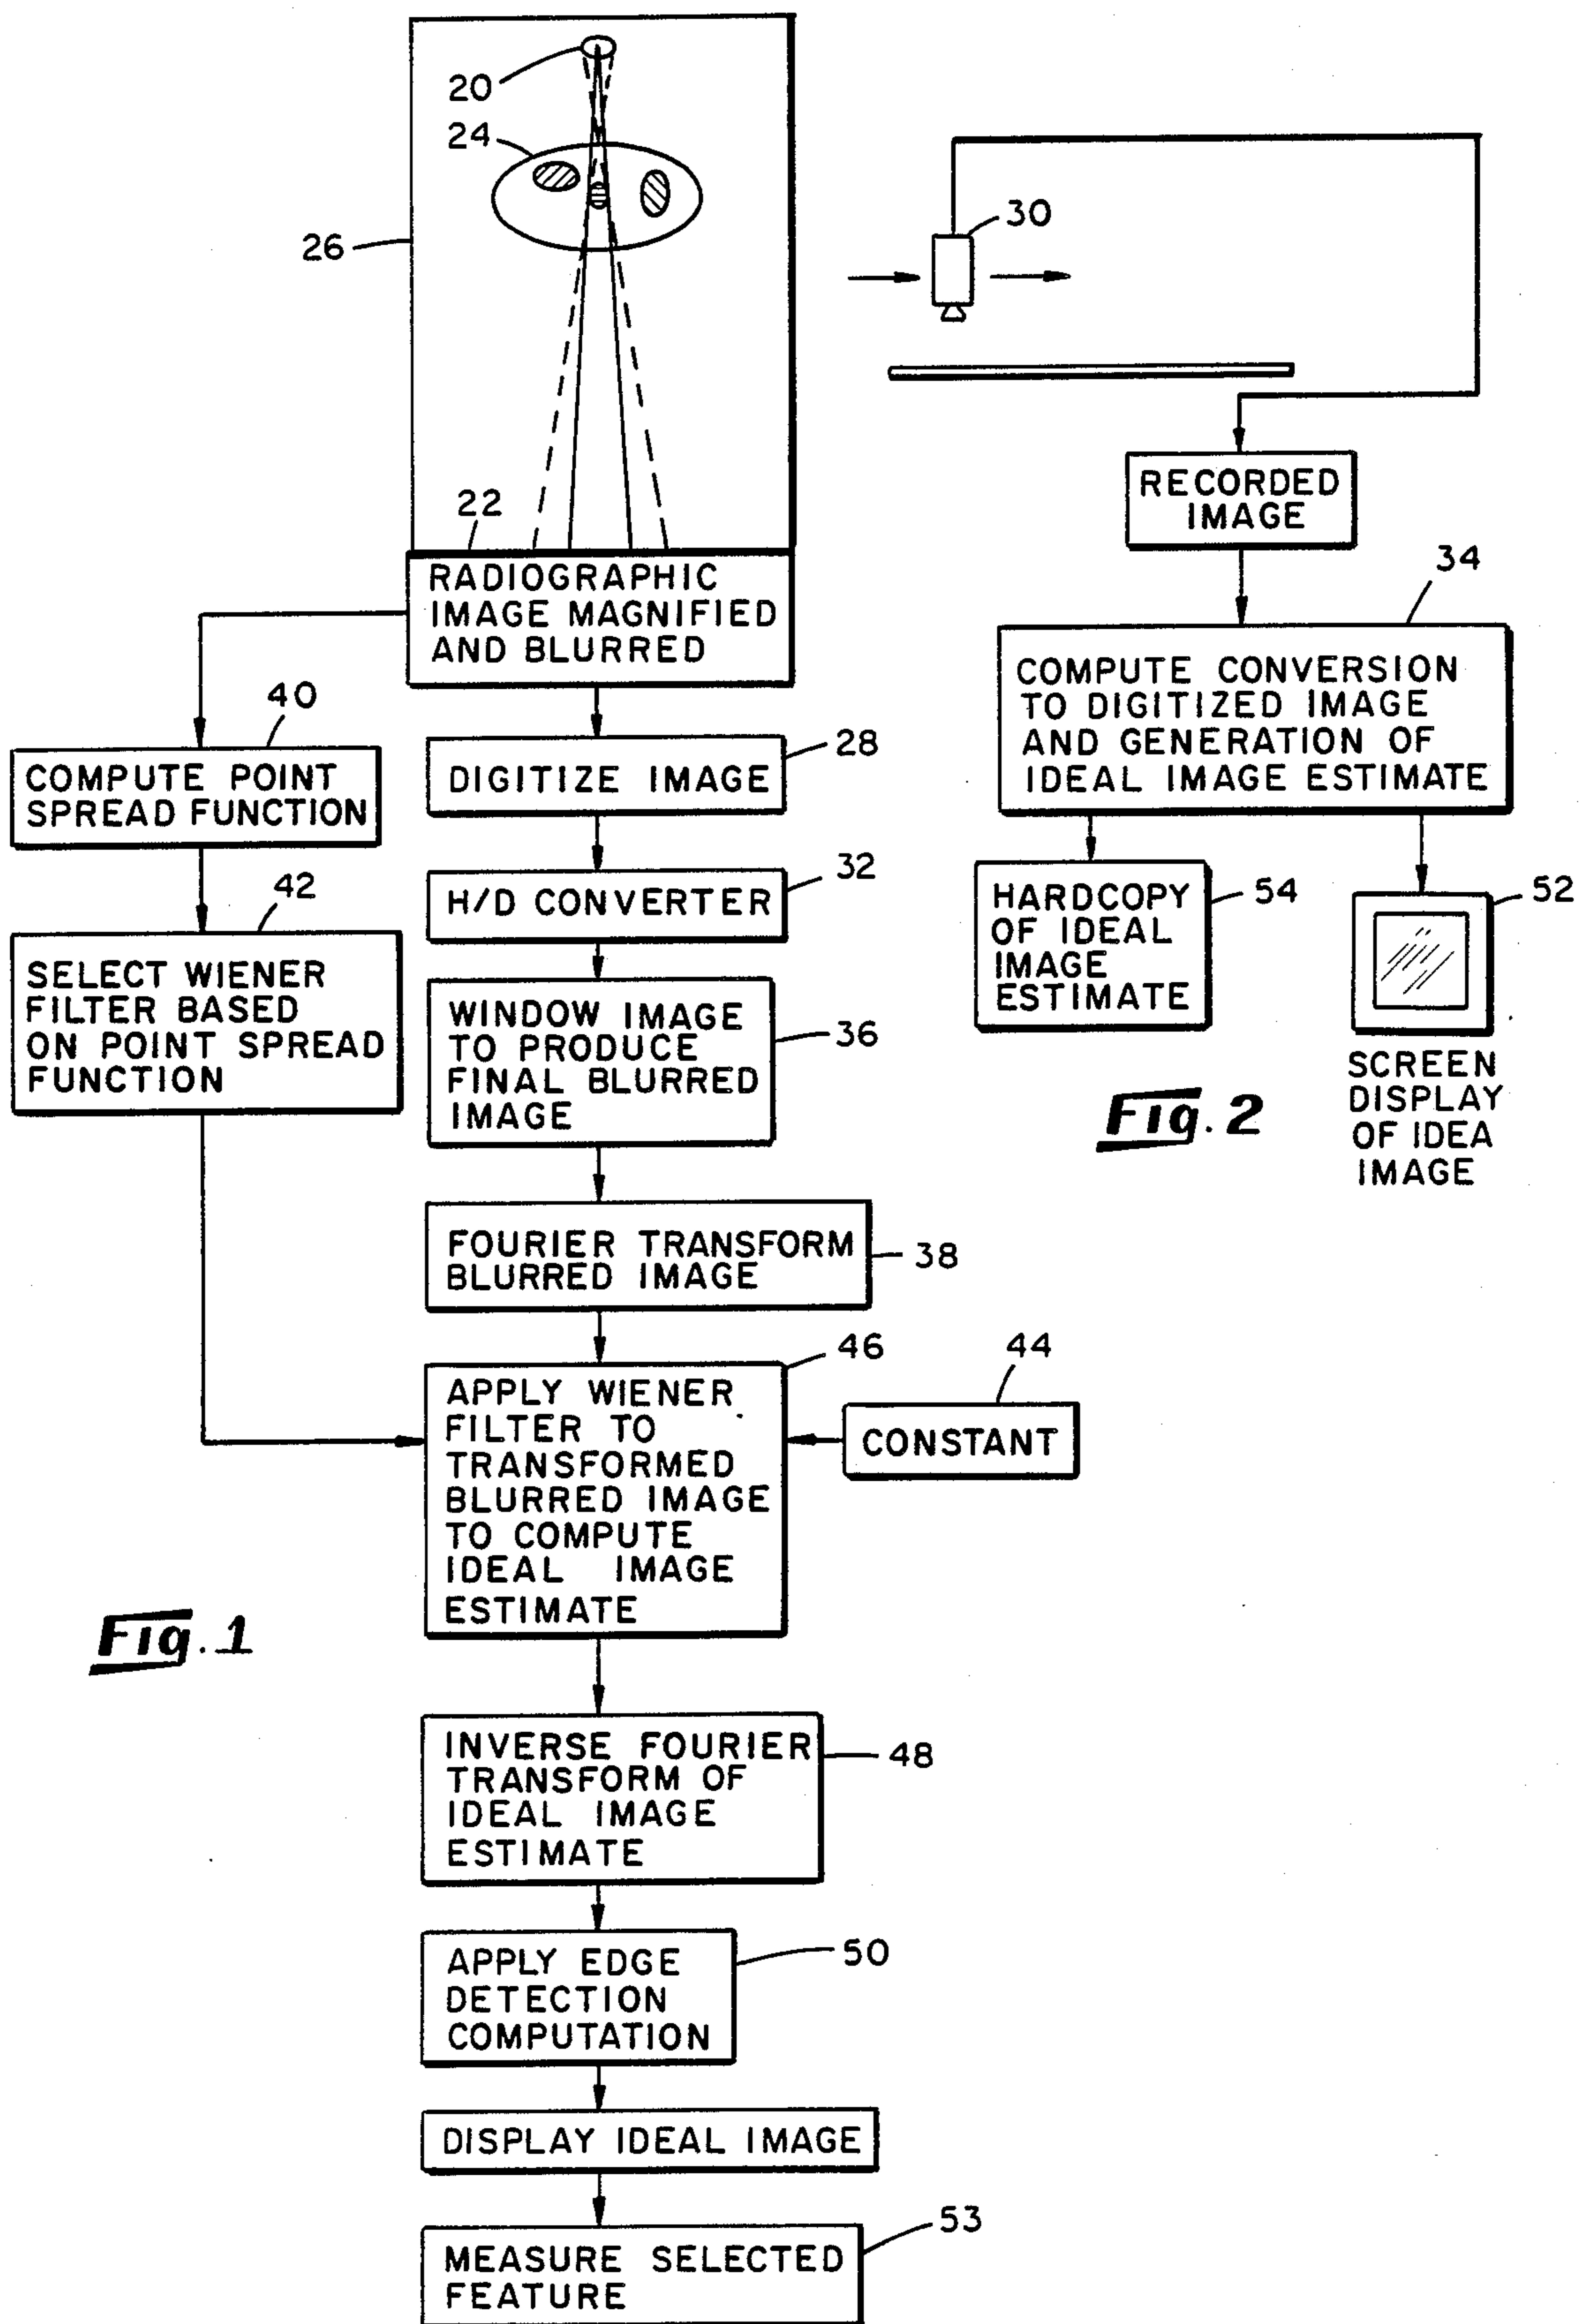 20
24
26
22
RADIOGRAPHIC
IMAGE MAGNIFIED
AND BLURRED
40
COMPUTE POINT
SPREAD FUNCTION
42
SELECT WIENER
FILTER BASED
ON POINT SPREAD
FUNCTION
28
DIGITIZE IMAGE
32
H/D CONVERTER
36
WINDOW IMAGE
TO PRODUCE
FINAL BLURRED
IMAGE
FOURIER TRANSFORM
BLURRED IMAGE
38
46
APPLY WIENER
FILTER TO
TRANSFORMED
BLURRED IMAGE
TO COMPUTE
IDEAL IMAGE
ESTIMATE
44
CONSTANT
INVERSE FOURIER
TRANSFORM OF
IDEAL IMAGE
ESTIMATE
48
APPLY EDGE
DETECTION
COMPUTATION
50
DISPLAY IDEAL IMAGE
53
MEASURE SELECTED
FEATURE
Fig. 1
30
RECORDED
IMAGE
34
COMPUTE CONVERSION
TO DIGITIZED IMAGE
AND GENERATION OF
IDEAL IMAGE ESTIMATE
HARDCOPY
OF IDEAL
IMAGE
ESTIMATE
54
52
SCREEN
DISPLAY
OF IDEA
IMAGE
Fig. 2